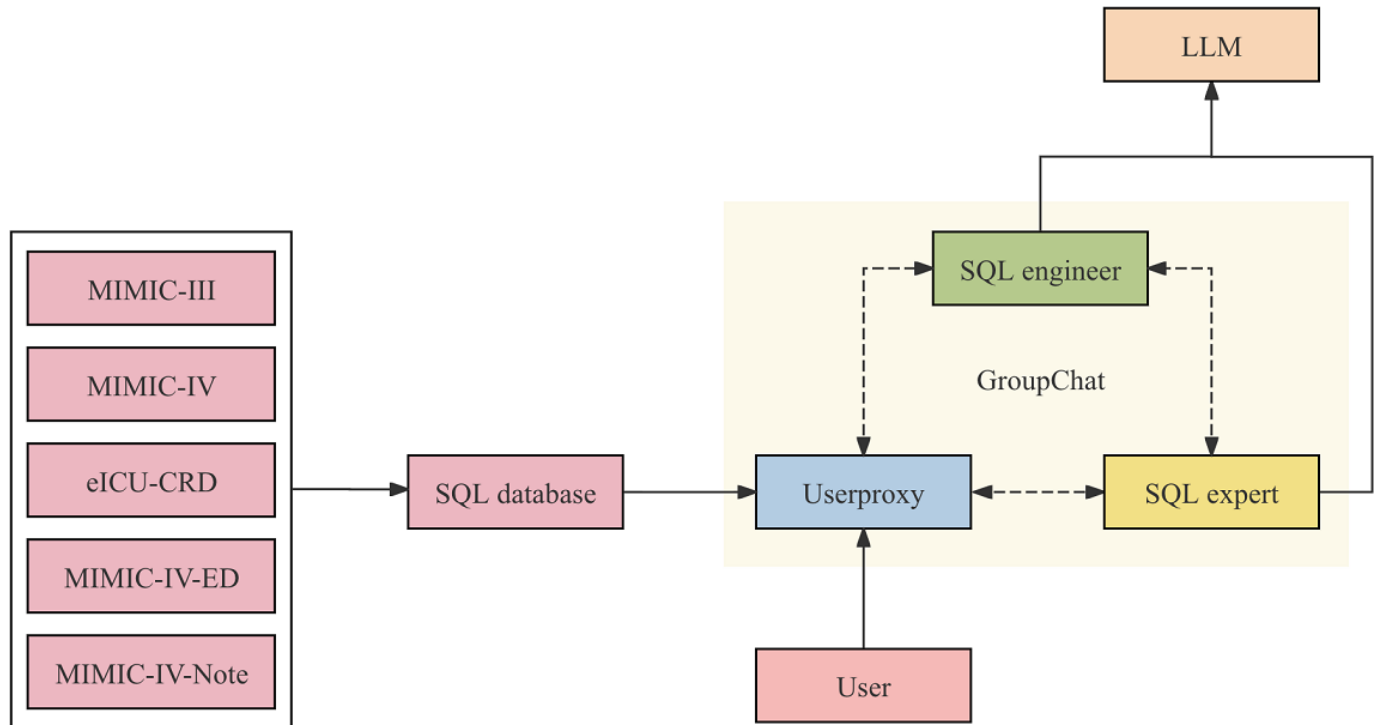 LLM
SQL engineer
MIMIC-III
MIMIC-IV
GroupChat
eICU-CRD
SQL database
Userproxy
SQL expert
MIMIC-IV-ED
MIMIC-IV-Note
User